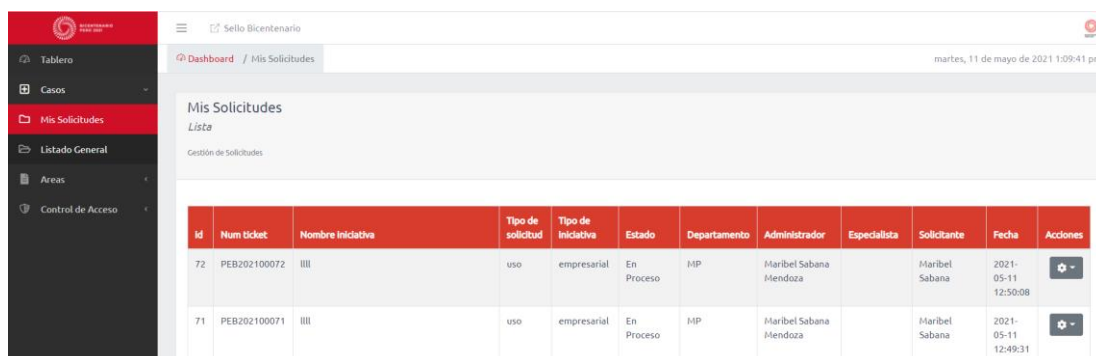 BICENTENARIO
PERÚ 2021
Sello Bicentenario
Tablero
Dashboard / Mis Solicitudes
martes, 11 de mayo de 2021 1:09:41 p
Casos
Mis Solicitudes
Listado General
Areas
Control de Acceso
Mis Solicitudes
Lista
Gestión de Solicitudes
Id Num ticket Nombre iniciativa Tipo de solicitud Tipo de iniciativa Estado Departamento Administrador Especialista Solicitante Fecha Acciones
72 PEB202100072 llll uso empresarial En Proceso MP Maribel Sabana Mendoza Maribel Sabana 2021-05-11 12:50:08
71 PEB202100071 llll uso empresarial En Proceso MP Maribel Sabana Mendoza Maribel Sabana 2021-05-11 12:49:31